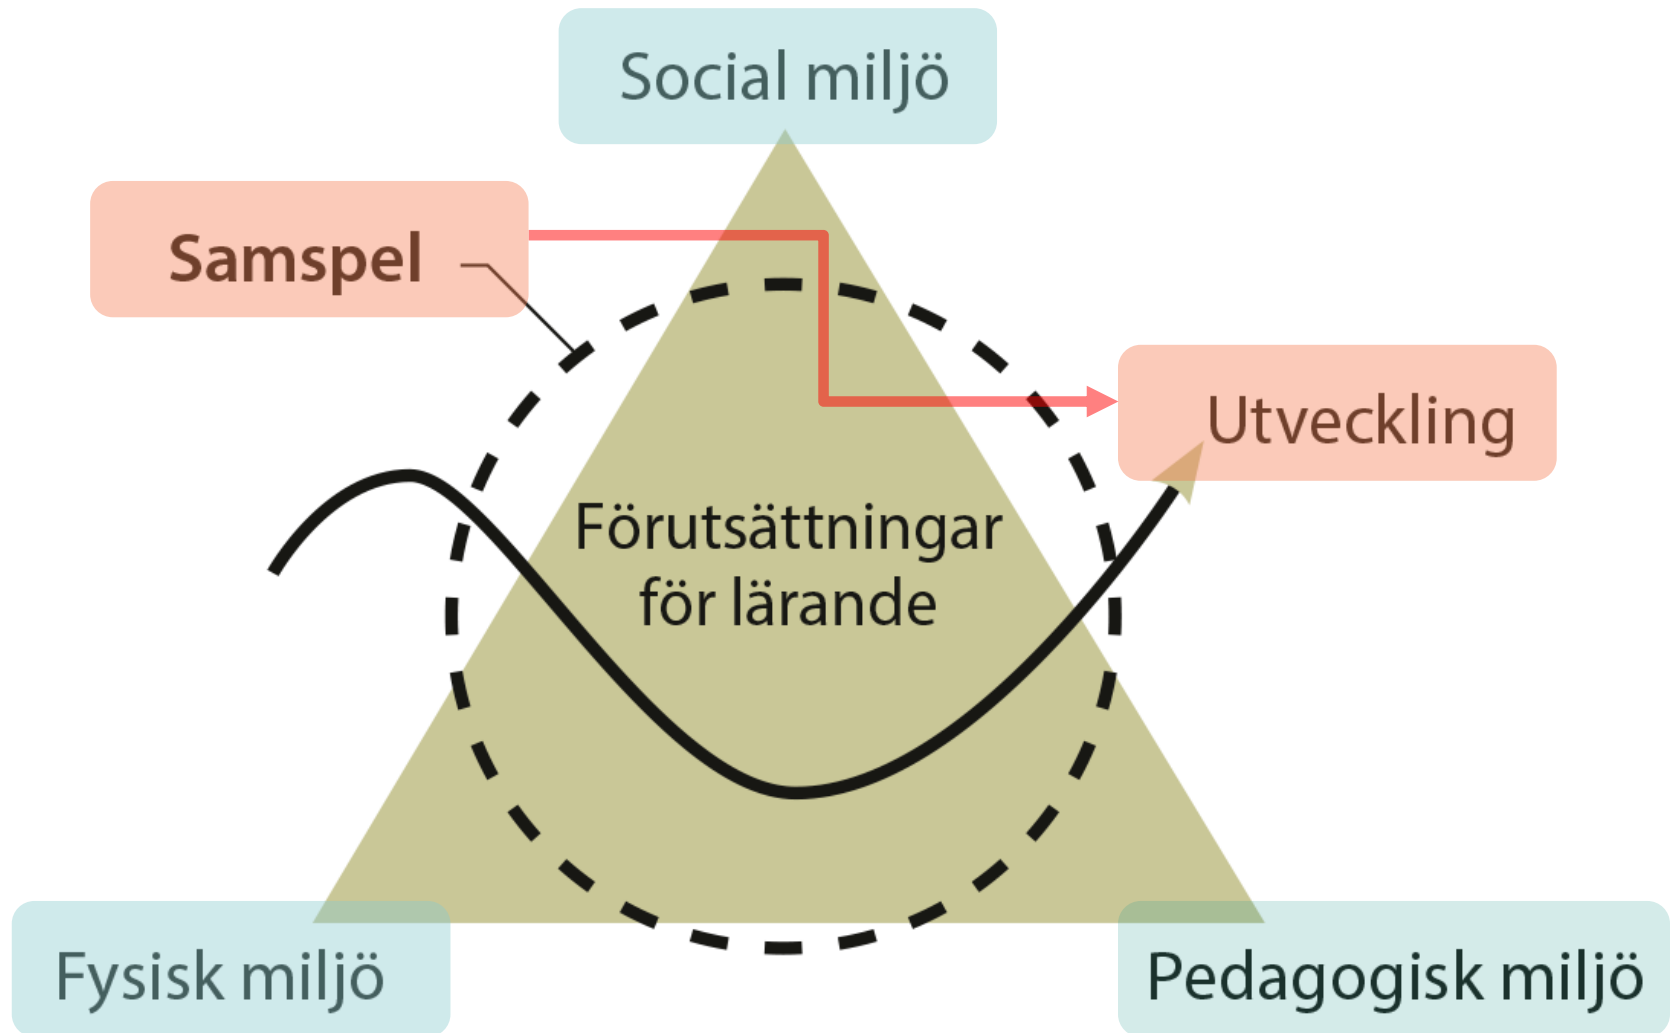 Social miljö
Samspel
Utveckling
Förutsättningar
för lärande
Fysisk miljö
Pedagogisk miljö